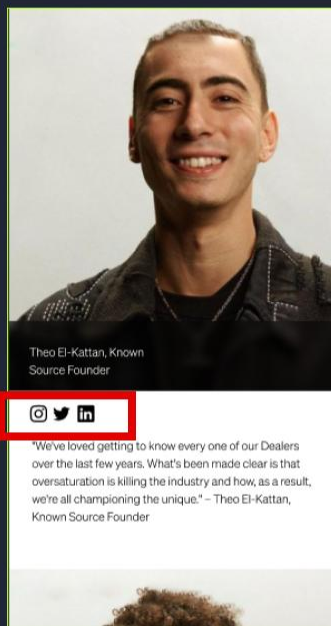 Theo El-Kattan, Known
Source Founder
in
"We've loved getting to know every one of our Dealers
over the last few years. What's been made clear is that
oversaturation is killing the industry and how, as a result,
we're all championing the unique." – Theo El-Kattan,
Known Source Founder